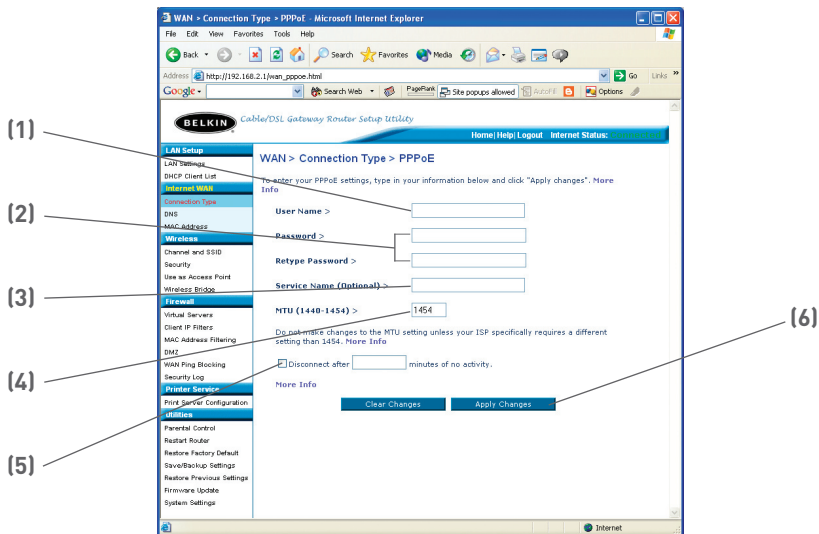 WAN > Connection Type > PPPoE - Microsoft Internet Explorer
File Edit View Favorites Tools Help
Back Search Favorites Media
Address http://192.168.2.1/wan_pppoe.html Go Links »
Google Search Web PageRank Site popups allowed AutoFill Options
BELKIN Cable/DSL Gateway Router Setup Utility
Home|Help|Logout Internet Status:
LAN Setup
LAN Settings
DHCP Client List
Internet WAN
Connection Type
DNS
MAC Address
Wireless
Channel and SSID
Security
Use as Access Point
Wireless Bridge
Firewall
Virtual Servers
Client IP Filters
MAC Address Filtering
DMZ
WAN Ping Blocking
Security Log
Printer Service
Print Server Configuration
Utilities
Parental Control
Restart Router
Restore Factory Default
Save/Backup Settings
Restore Previous Settings
Firmware Update
System Settings
WAN > Connection Type > PPPoE
To enter your PPPoE settings, type in your information below and click "Apply changes". More
Info
User Name >
Password >
Retype Password >
Service Name (Optional) >
MTU (1440-1454) > 1454
Do not make changes to the MTU setting unless your ISP specifically requires a different
setting than 1454. More Info
Disconnect after minutes of no activity.
More Info
Clear Changes Apply Changes
Internet
(1)
(2)
(3)
(4)
(5)
(6)